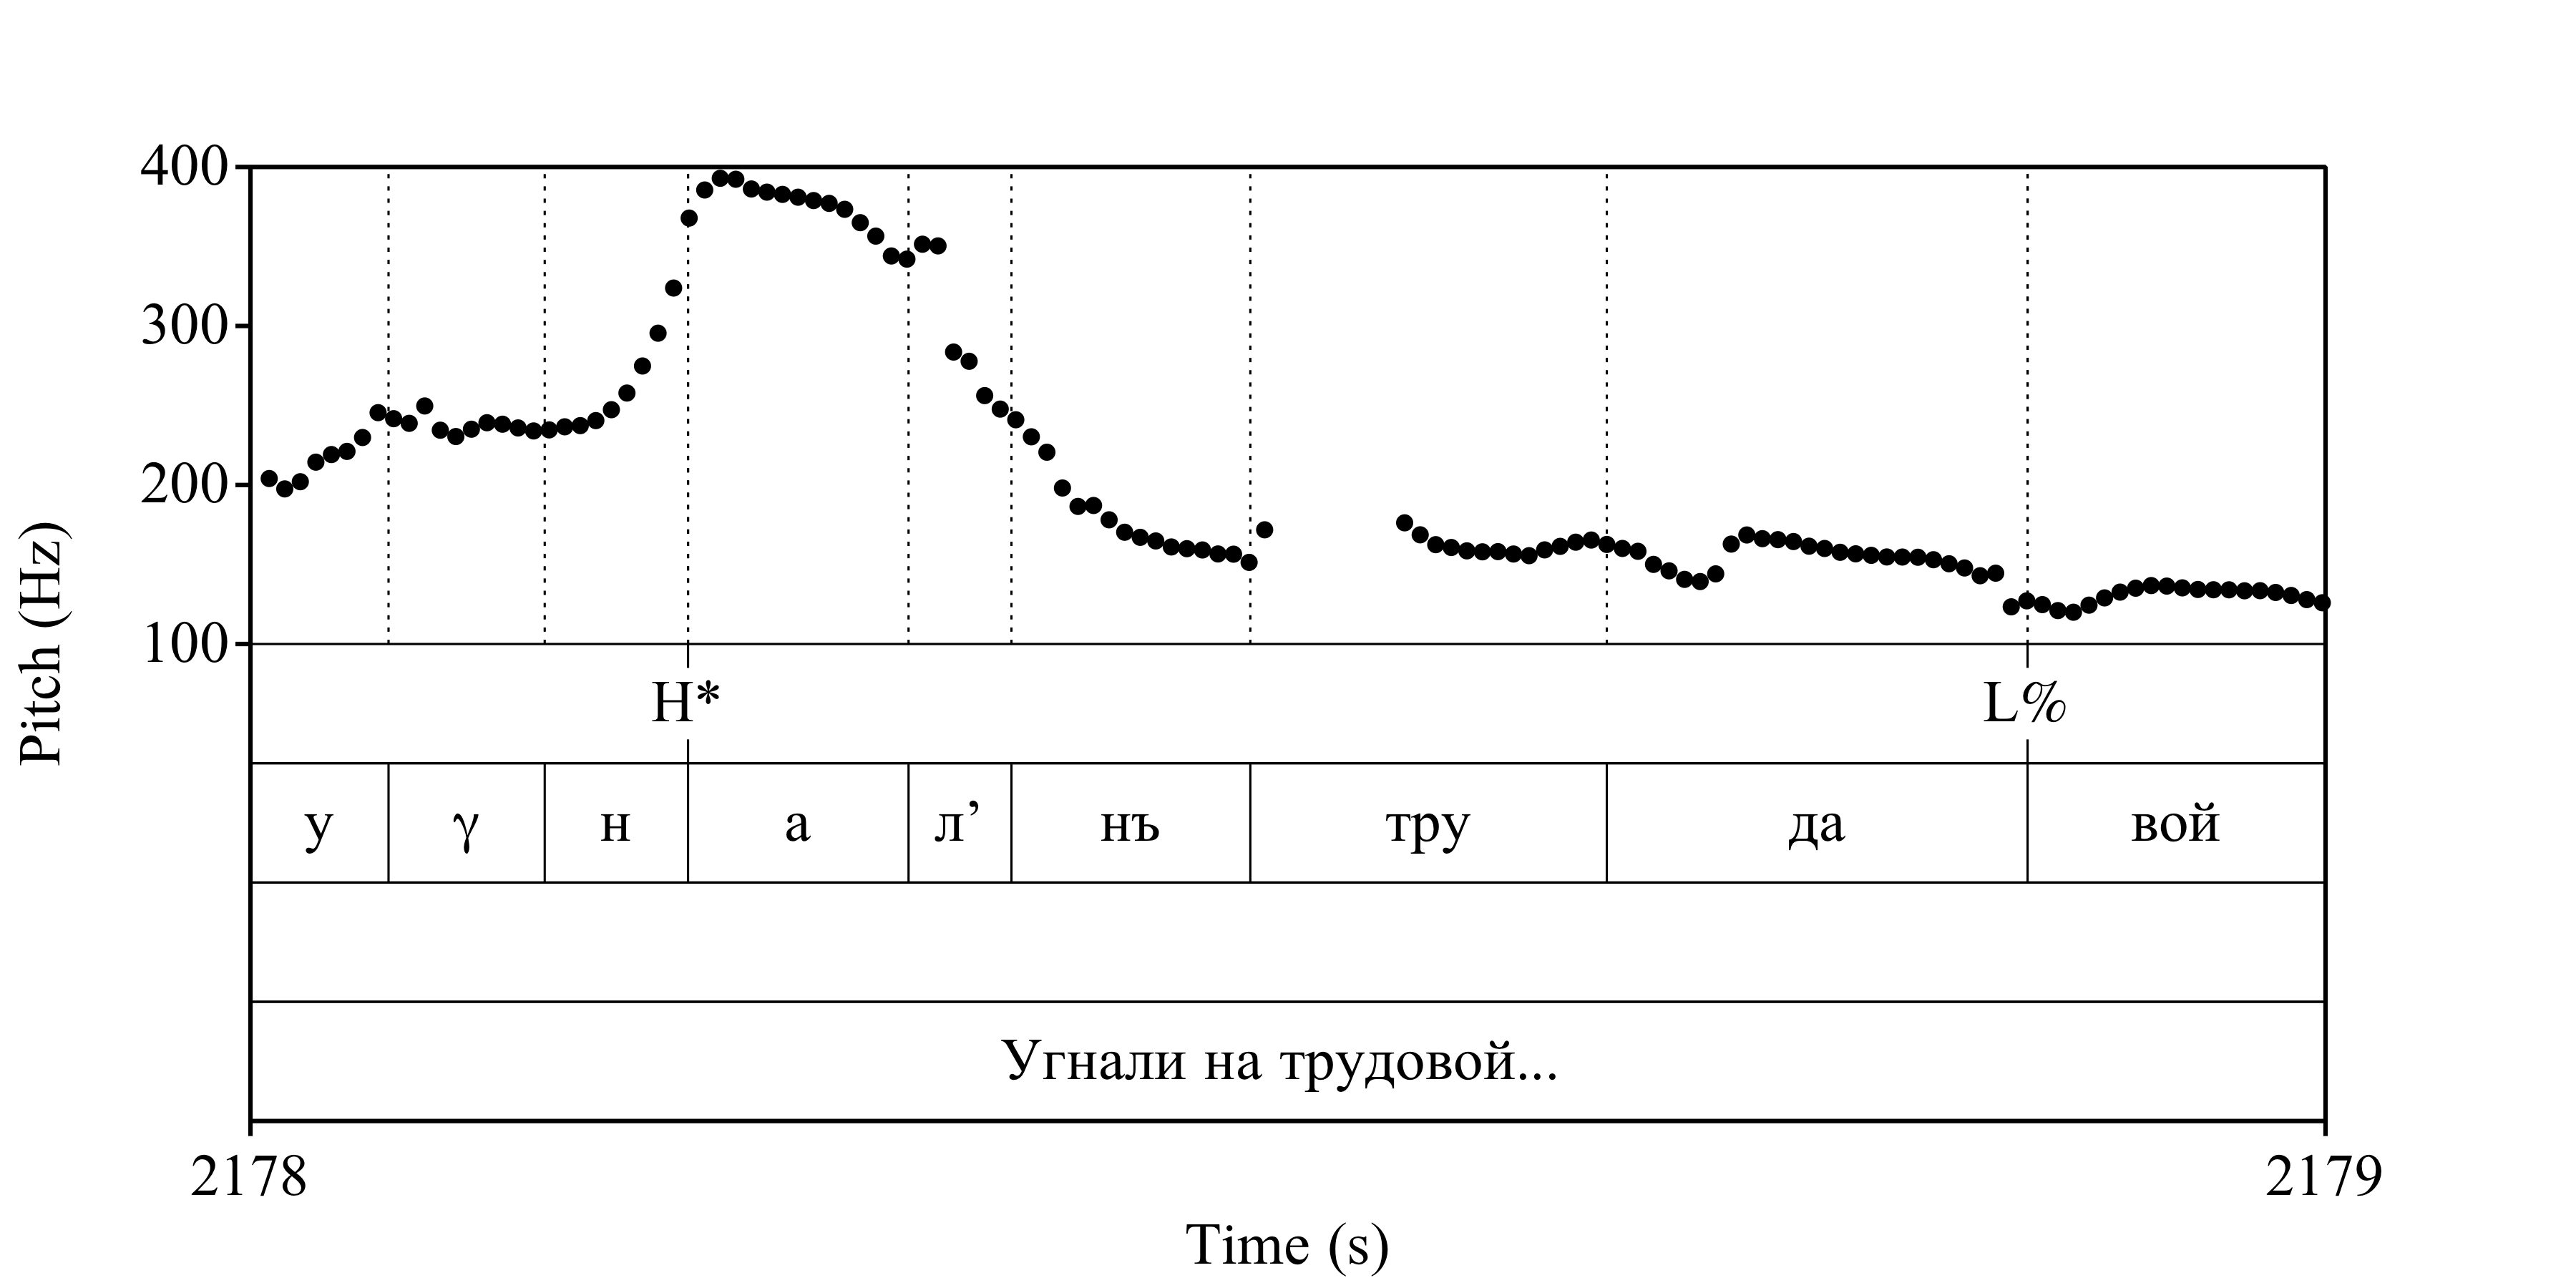 400
300
200
100
Pitch (Hz)
H* L%
у γ н а л’ нъ тру да вой
Угнали на трудовой...
2178 2179
Time (s)